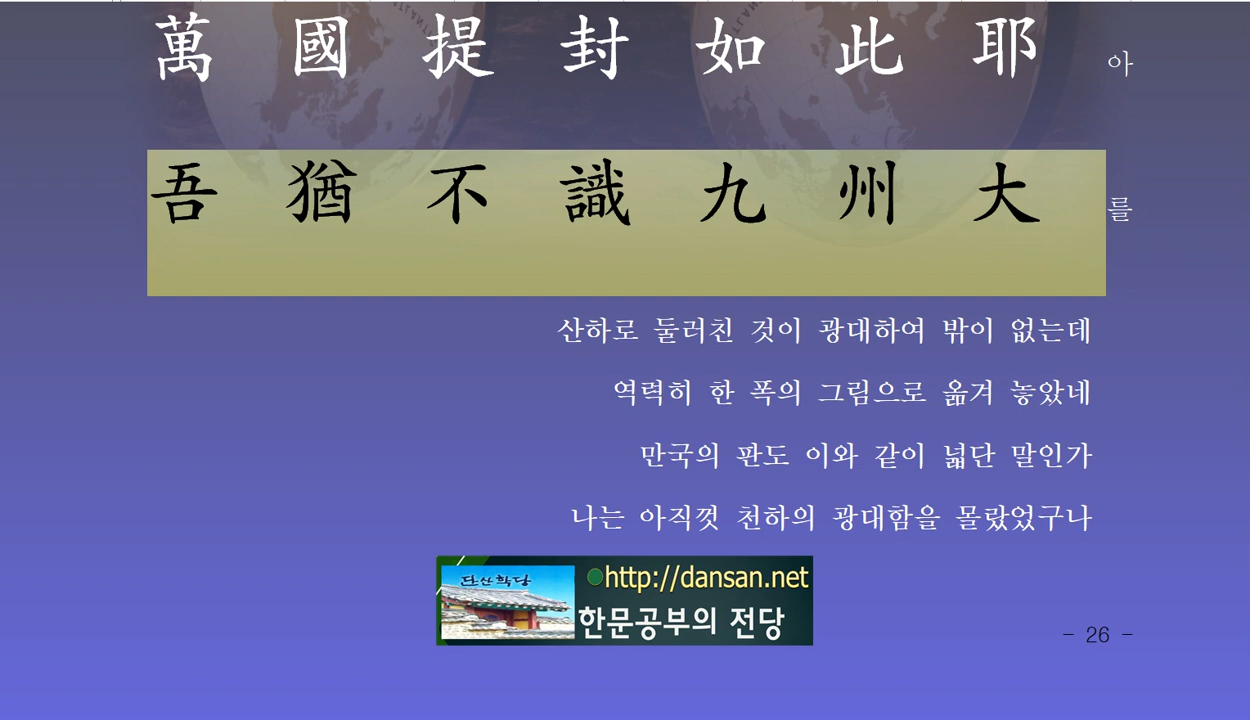 萬 國 提 封 如 此 耶 아
吾 猶 不 識 九 州 大 를
산하로 둘러친 것이 광대하여 밖이 없는데
역력히 한 폭의 그림으로 옮겨 놓았네
만국의 판도 이와 같이 넓단 말인가
나는 아직껏 천하의 광대함을 몰랐었구나
단산학당
http://dansan.net
한문공부의 전당
- 26 -